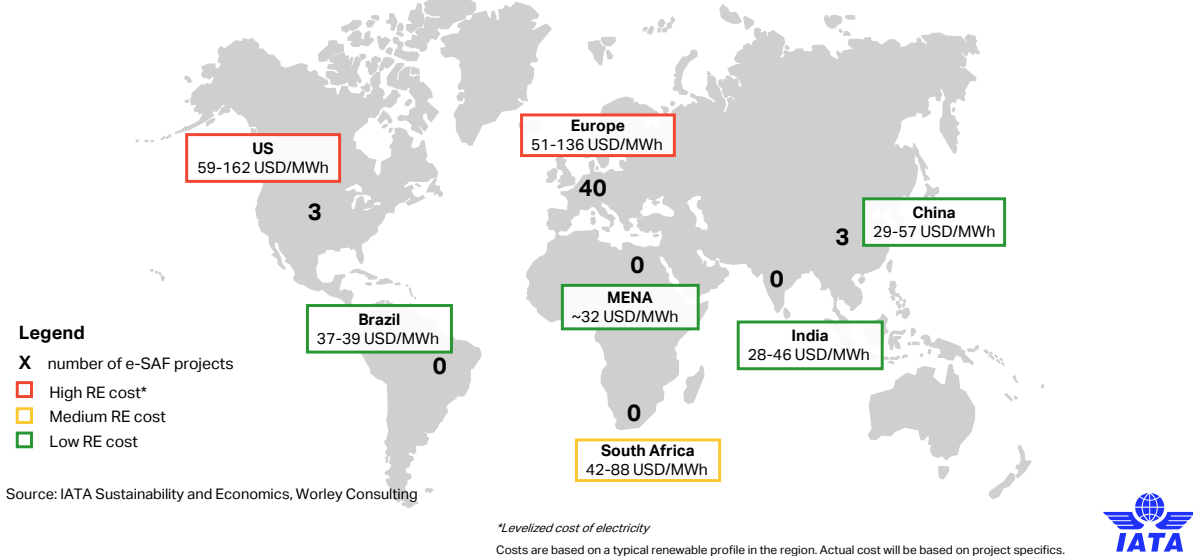 US
59-162 USD/MWh
3
Europe
51-136 USD/MWh
40
China
29-57 USD/MWh
3
0
MENA
~32 USD/MWh
0
India
28-46 USD/MWh
Brazil
37-39 USD/MWh
0
0
South Africa
42-88 USD/MWh
Legend
X number of e-SAF projects
High RE cost*
Medium RE cost
Low RE cost
Source: IATA Sustainability and Economics, Worley Consulting
*Levelized cost of electricity
Costs are based on a typical renewable profile in the region. Actual cost will be based on project specifics.
IATA